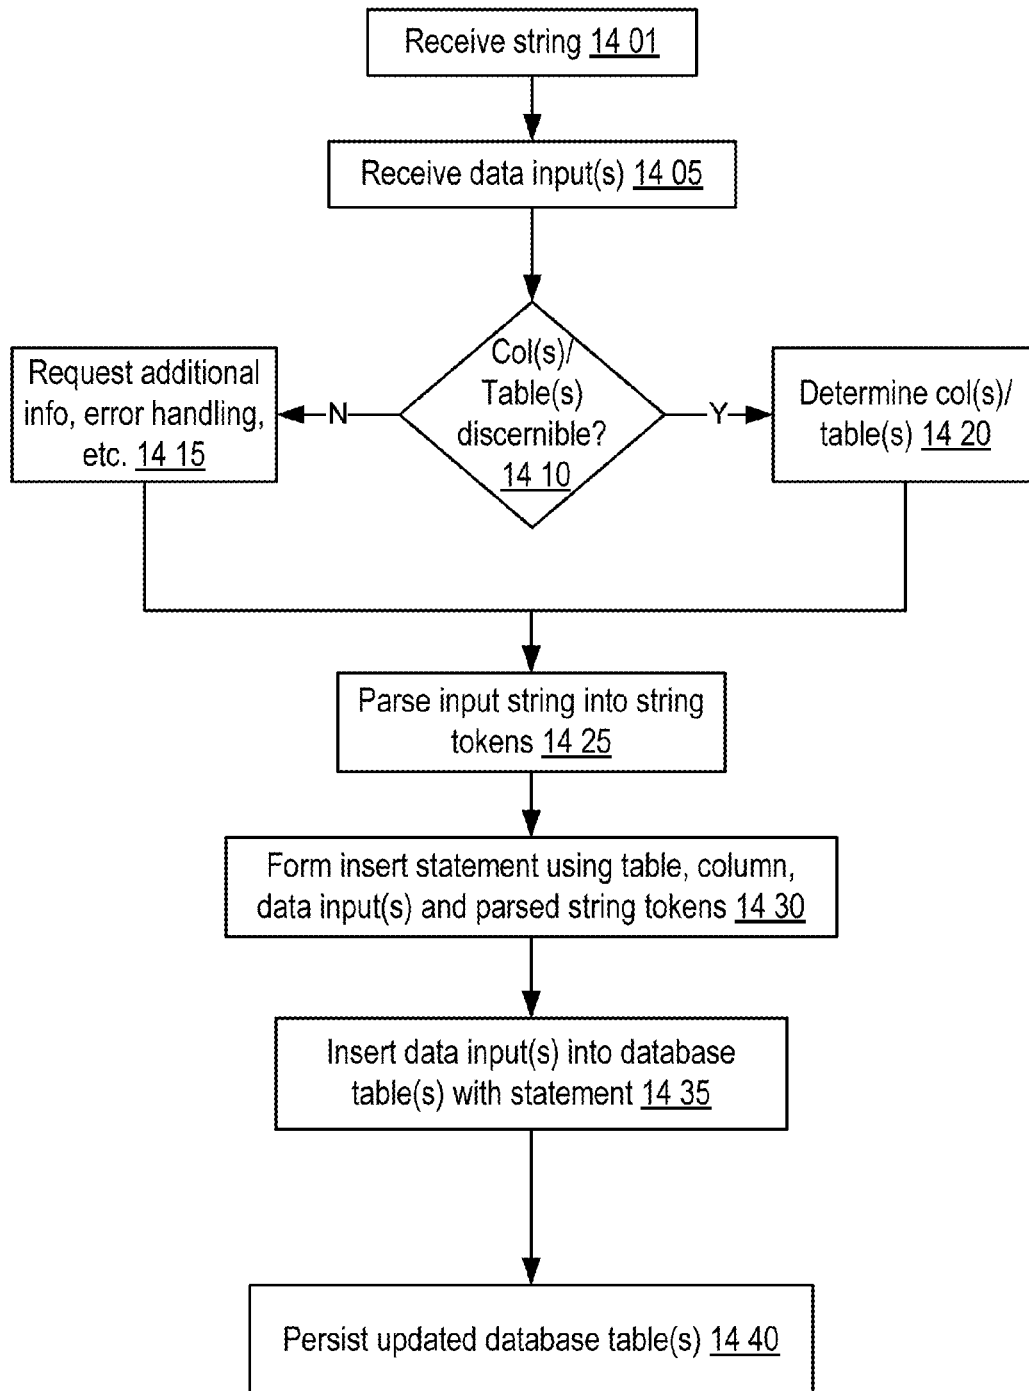 Receive string 14 01
Receive data input(s) 14 05
Col(s)/
Table(s)
discernible?
14 10
N
Y
Request additional
info, error handling,
etc. 14 15
Determine col(s)/
table(s) 14 20
Parse input string into string
tokens 14 25
Form insert statement using table, column,
data input(s) and parsed string tokens 14 30
Insert data input(s) into database
table(s) with statement 14 35
Persist updated database table(s) 14 40